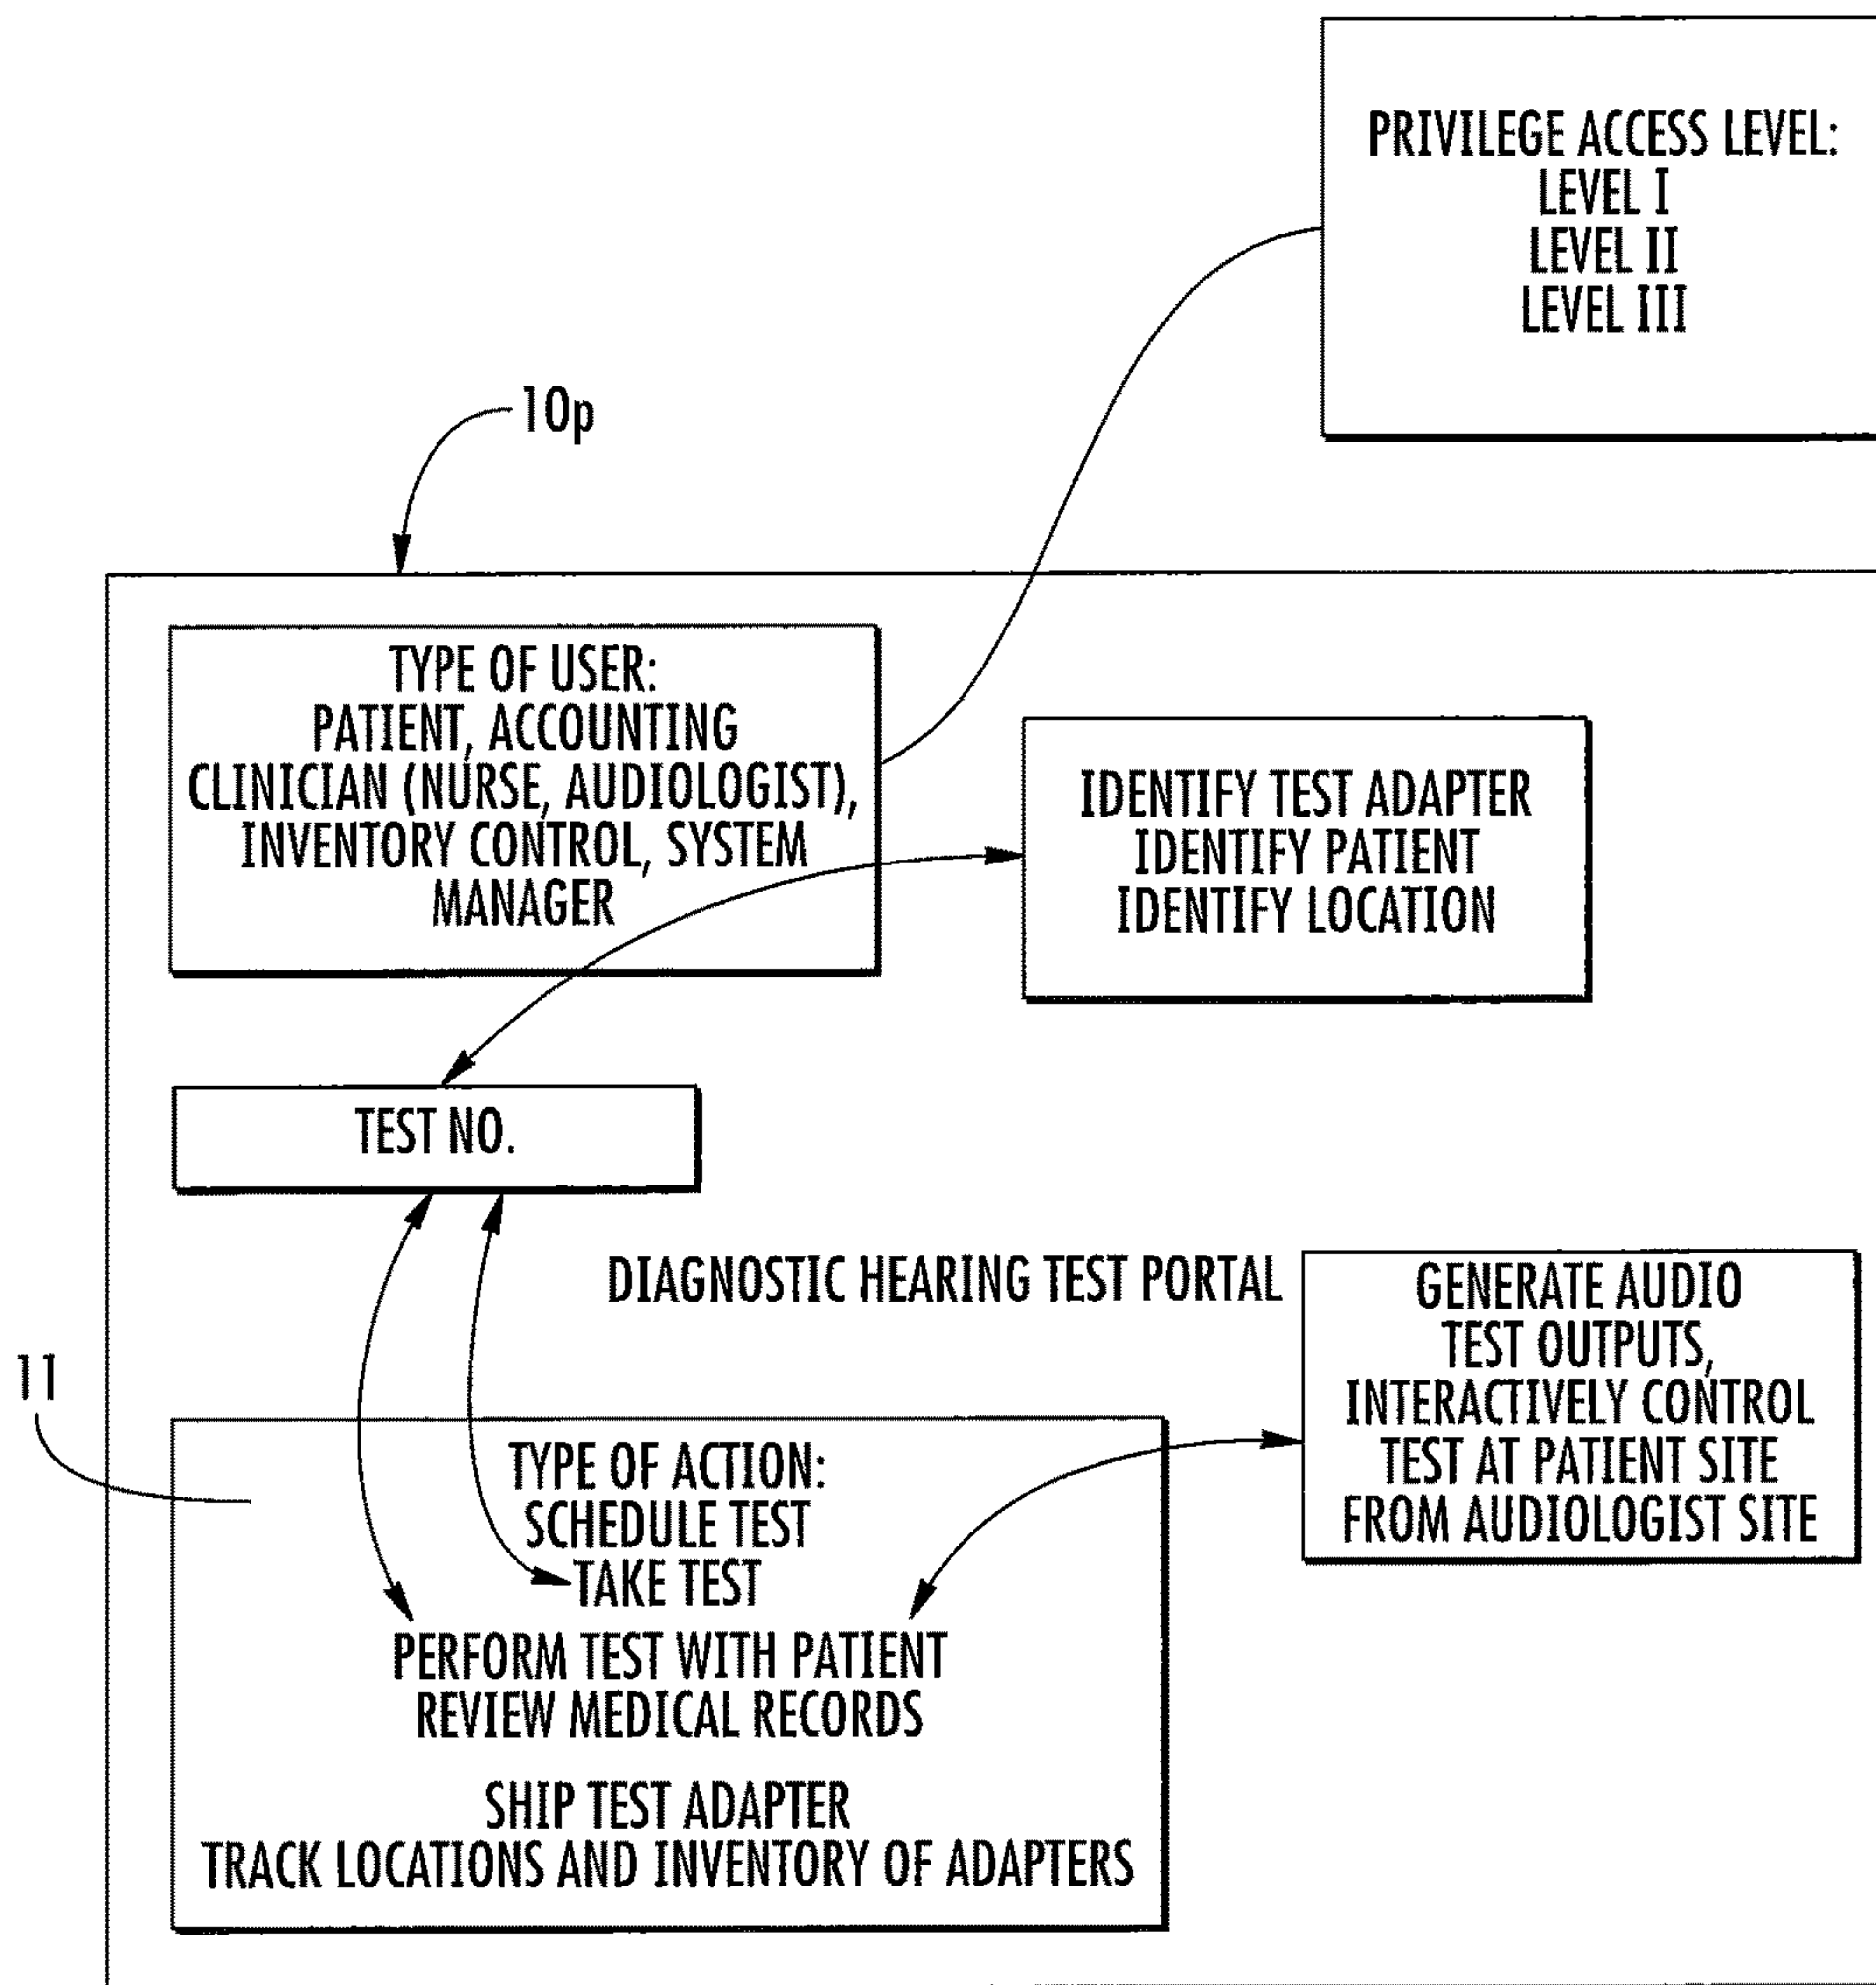 PRIVILEGE ACCESS LEVEL:
LEVEL I
LEVEL II
LEVEL III
10p
TYPE OF USER:
PATIENT, ACCOUNTING
CLINICIAN (NURSE, AUDIOLOGIST),
INVENTORY CONTROL, SYSTEM
MANAGER
IDENTIFY TEST ADAPTER
IDENTIFY PATIENT
IDENTIFY LOCATION
TEST NO.
DIAGNOSTIC HEARING TEST PORTAL
GENERATE AUDIO
TEST OUTPUTS,
INTERACTIVELY CONTROL
TEST AT PATIENT SITE
FROM AUDIOLOGIST SITE
11
TYPE OF ACTION:
SCHEDULE TEST
TAKE TEST
PERFORM TEST WITH PATIENT
REVIEW MEDICAL RECORDS
SHIP TEST ADAPTER
TRACK LOCATIONS AND INVENTORY OF ADAPTERS